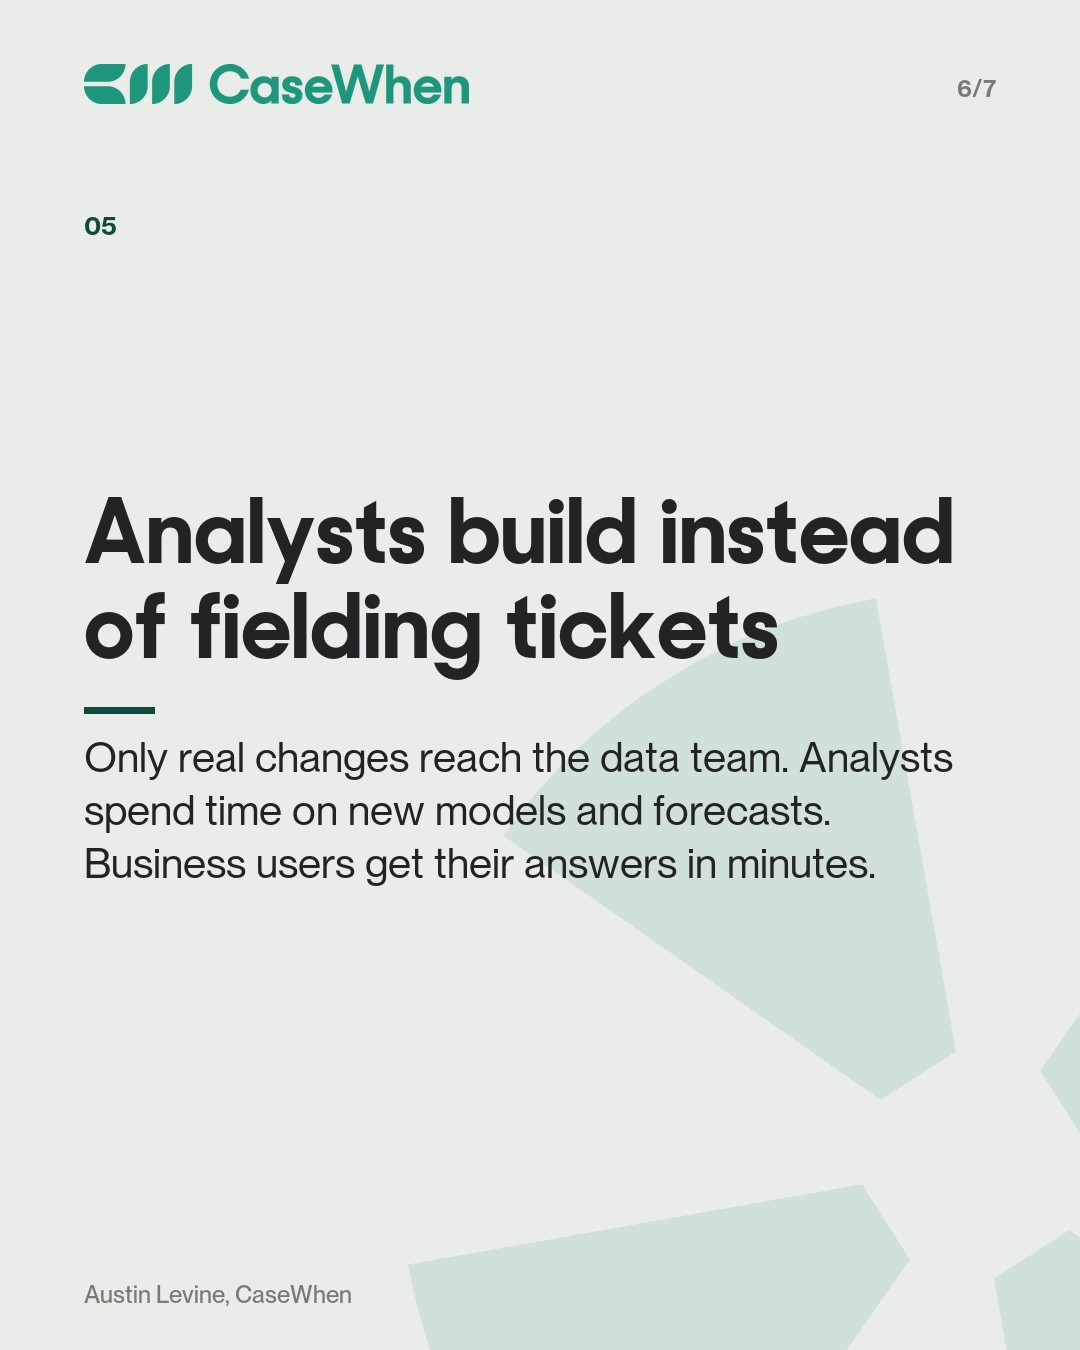 CaseWhen
6/7
05
Analysts build instead
of fielding tickets
Only real changes reach the data team. Analysts
spend time on new models and forecasts.
Business users get their answers in minutes.
Austin Levine, CaseWhen